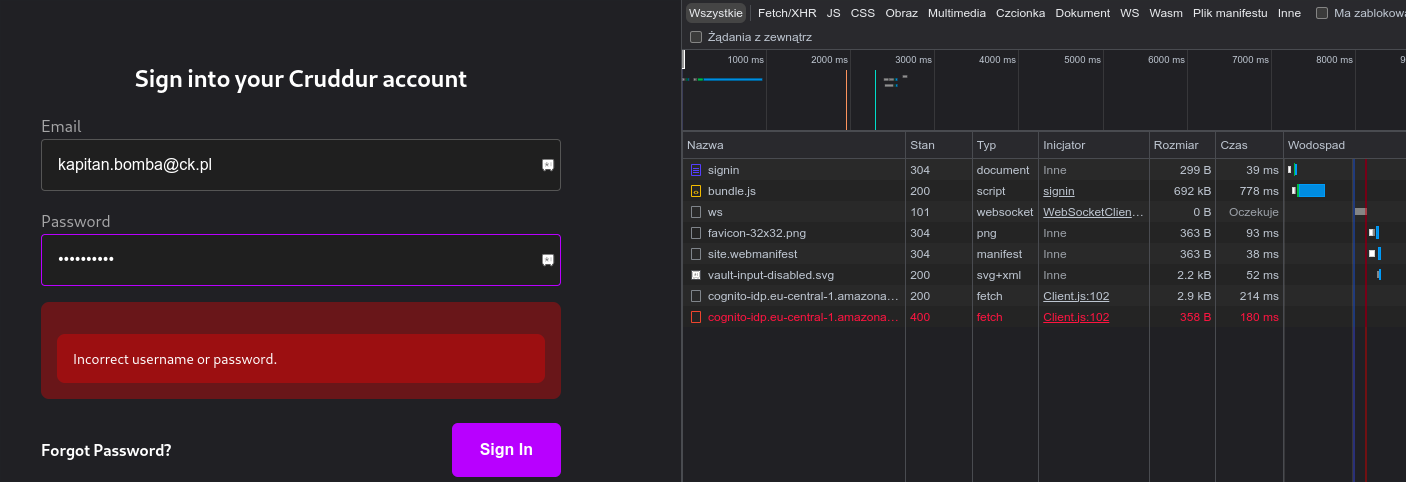 Sign into your Cruddur account
Email
kapitan.bomba@ck.pl
Password
••••••••••
Incorrect username or password.
Forgot Password?
Sign In
Wszystkie Fetch/XHR JS CSS Obraz Multimedia Czcionka Dokument WS Wasm Plik manifestu Inne Ma zablokowa
Żądania z zewnątrz
1000 ms 2000 ms 3000 ms 4000 ms 5000 ms 6000 ms 7000 ms 8000 ms 9
Nazwa Stan Typ Inicjator Rozmiar Czas Wodospad
signin 304 document Inne 299 B 39 ms
bundle.js 200 script signin 692 kB 778 ms
ws 101 websocket WebSocketClien… 0 B Oczekuje
favicon-32x32.png 304 png Inne 363 B 93 ms
site.webmanifest 304 manifest Inne 363 B 38 ms
vault-input-disabled.svg 200 svg+xml Inne 2.2 kB 52 ms
cognito-idp.eu-central-1.amazona… 200 fetch Client.js:102 2.9 kB 214 ms
cognito-idp.eu-central-1.amazona… 400 fetch Client.js:102 358 B 180 ms